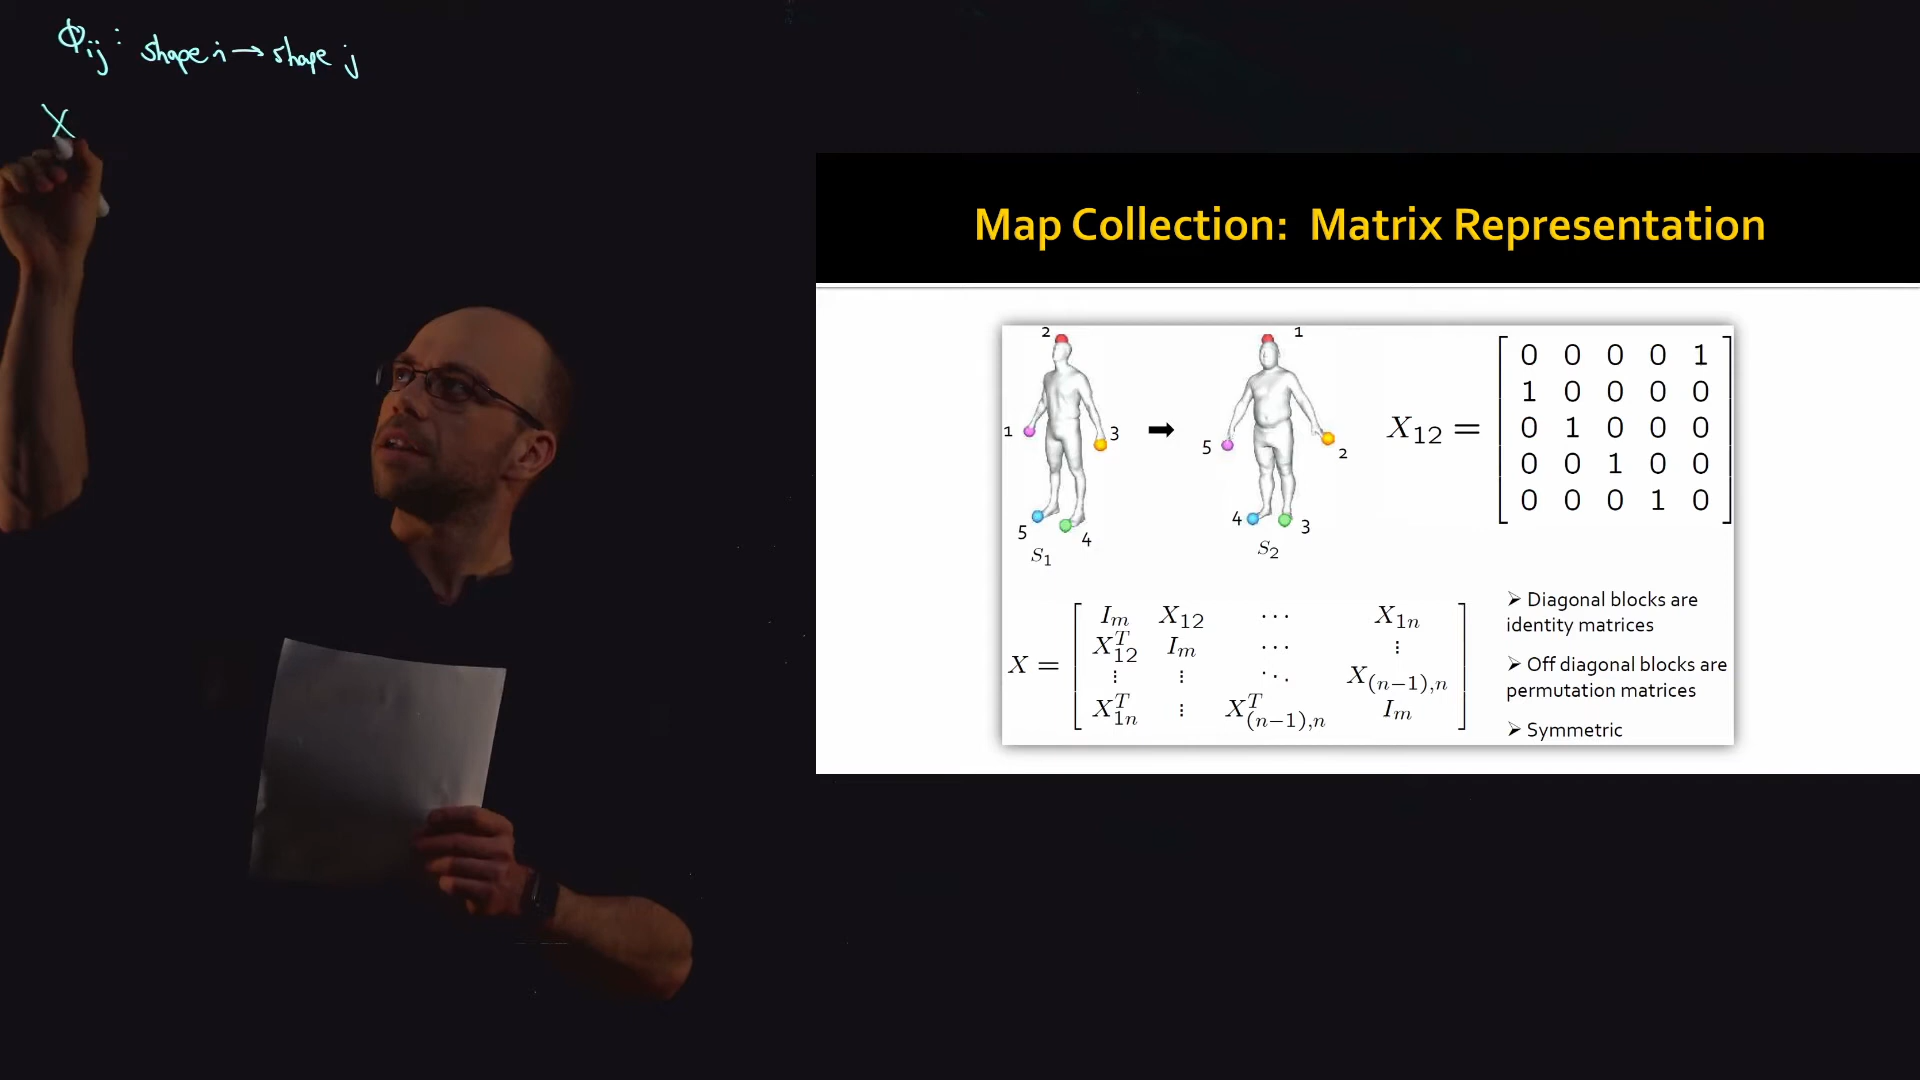 ϕij : shape i → shape j
X
Map Collection: Matrix Representation
2
1
3
5
4
S1
➡
1
5
2
4
3
S2
X12 =
0 0 0 0 1
1 0 0 0 0
0 1 0 0 0
0 0 1 0 0
0 0 0 1 0
X =
Im X12 ⋯ X1n
X12^T Im ⋯ ⋮
⋮ ⋮ ⋱ X(n−1),n
X1n^T ⋮ X(n−1),n^T Im
➢ Diagonal blocks are
identity matrices
➢ Off diagonal blocks are
permutation matrices
➢ Symmetric